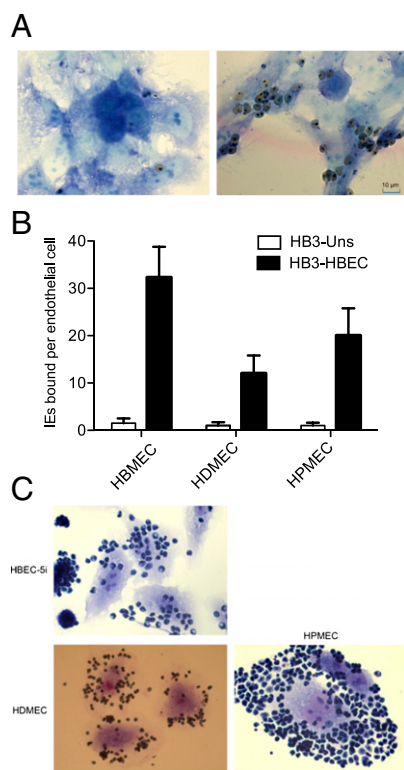 A
10 µm
B
IEs bound per endothelial cell
40
30
20
10
0
HB3-Uns
HB3-HBEC
HBMEC
HDMEC
HPMEC
C
HBEC-5i
HPMEC
HDMEC